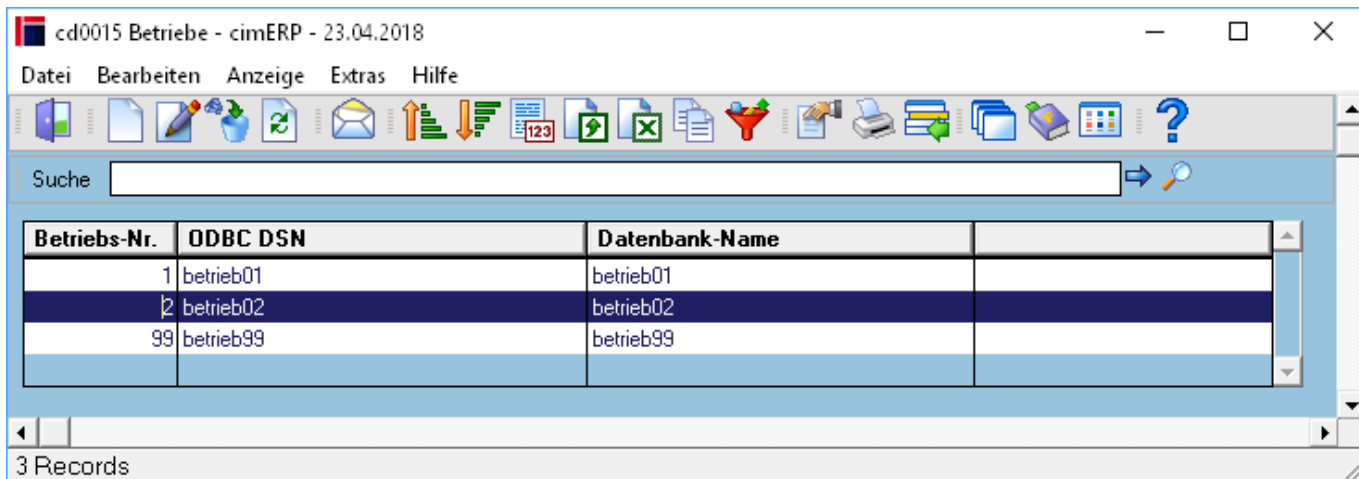 cd0015 Betriebe - cimERP - 23.04.2018
Datei Bearbeiten Anzeige Extras Hilfe
123
Suche
Betriebs-Nr. ODBC DSN Datenbank-Name
1 betrieb01 betrieb01
2 betrieb02 betrieb02
99 betrieb99 betrieb99
3 Records